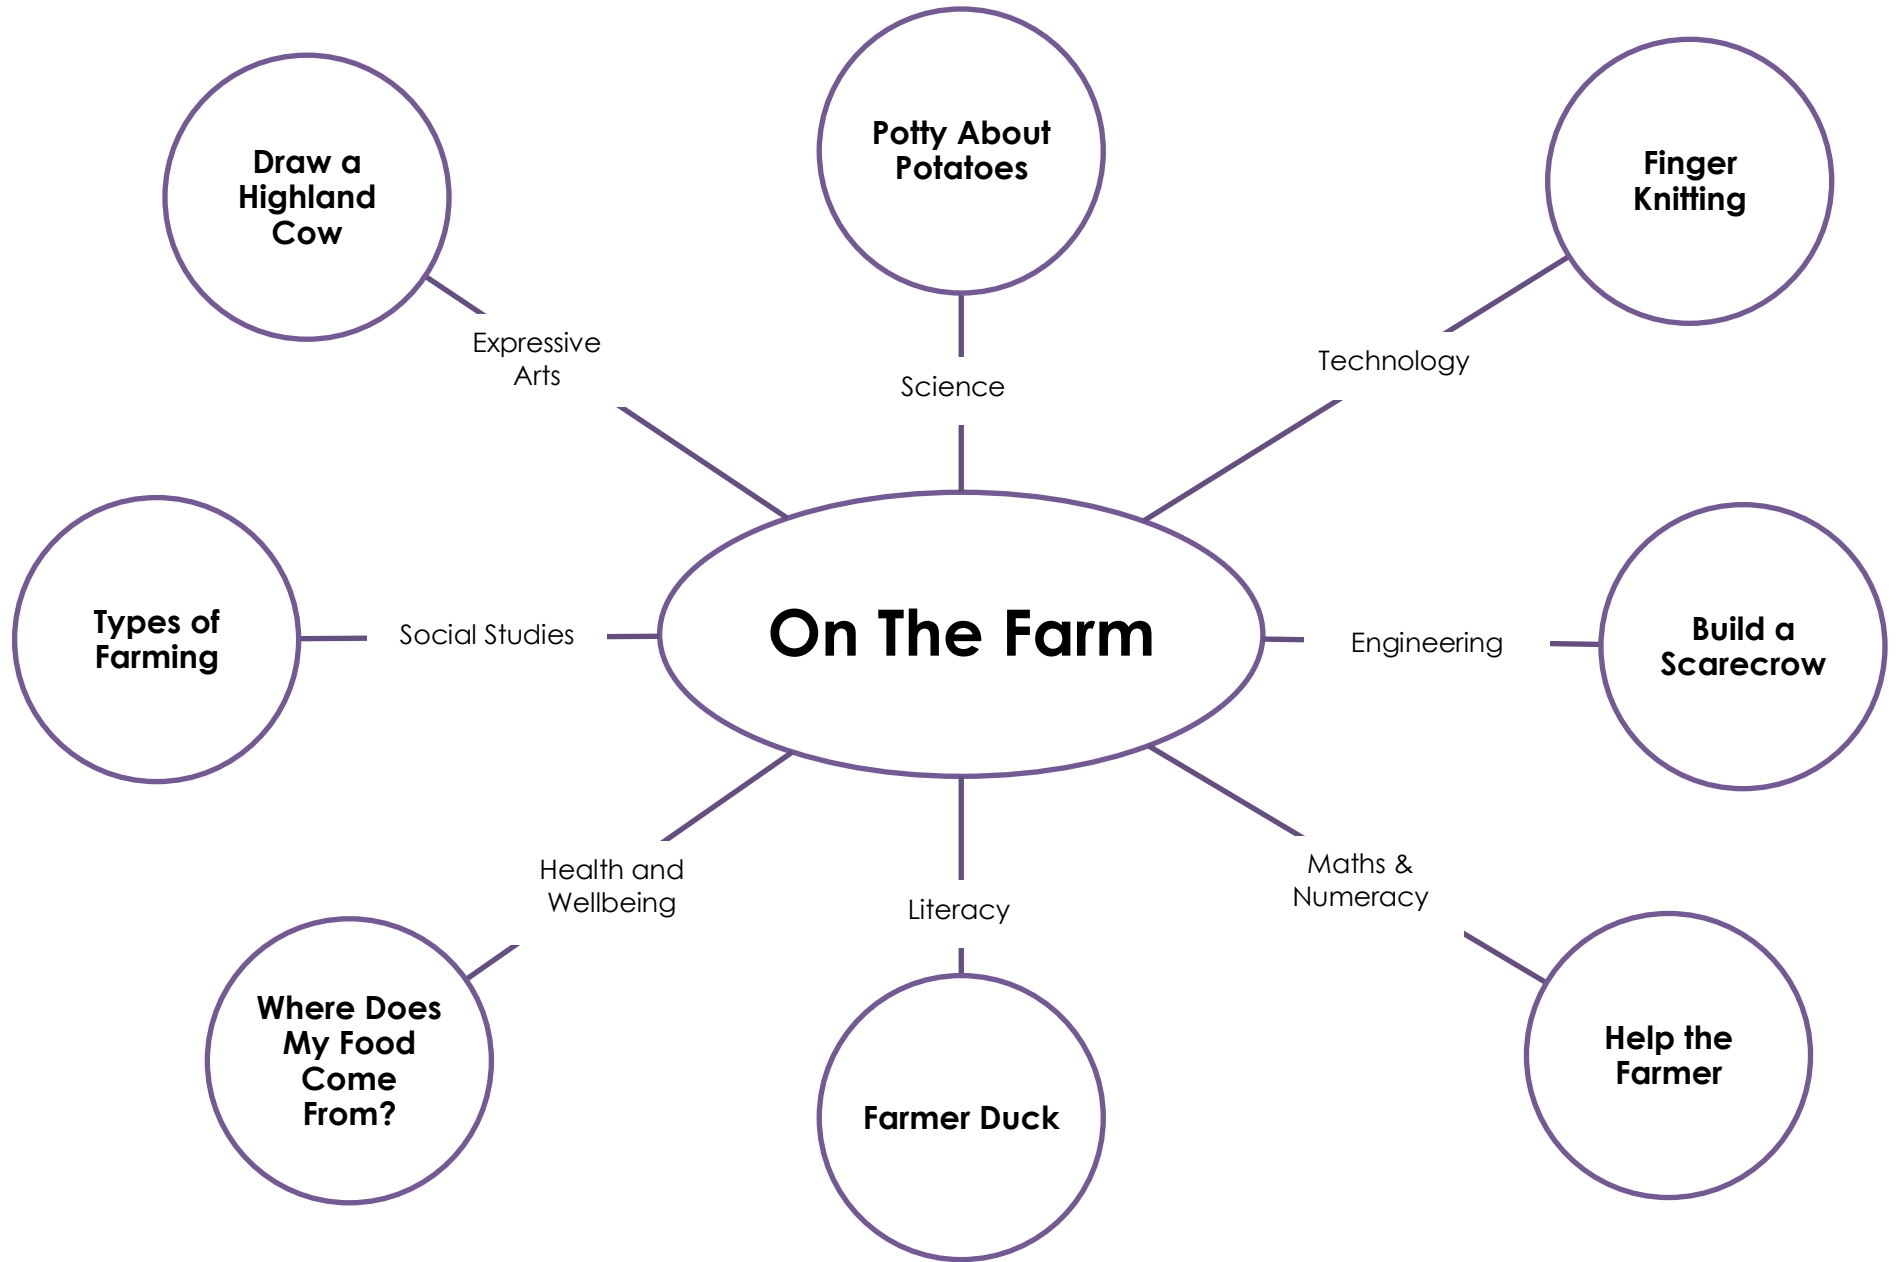 Potty About
Potatoes
Draw a
Highland
Cow
Finger
Knitting
Expressive
Arts
Science
Technology
Types of
Farming
Social Studies
On The Farm
Engineering
Build a
Scarecrow
Health and
Wellbeing
Literacy
Maths &
Numeracy
Where Does
My Food
Come
From?
Farmer Duck
Help the
Farmer